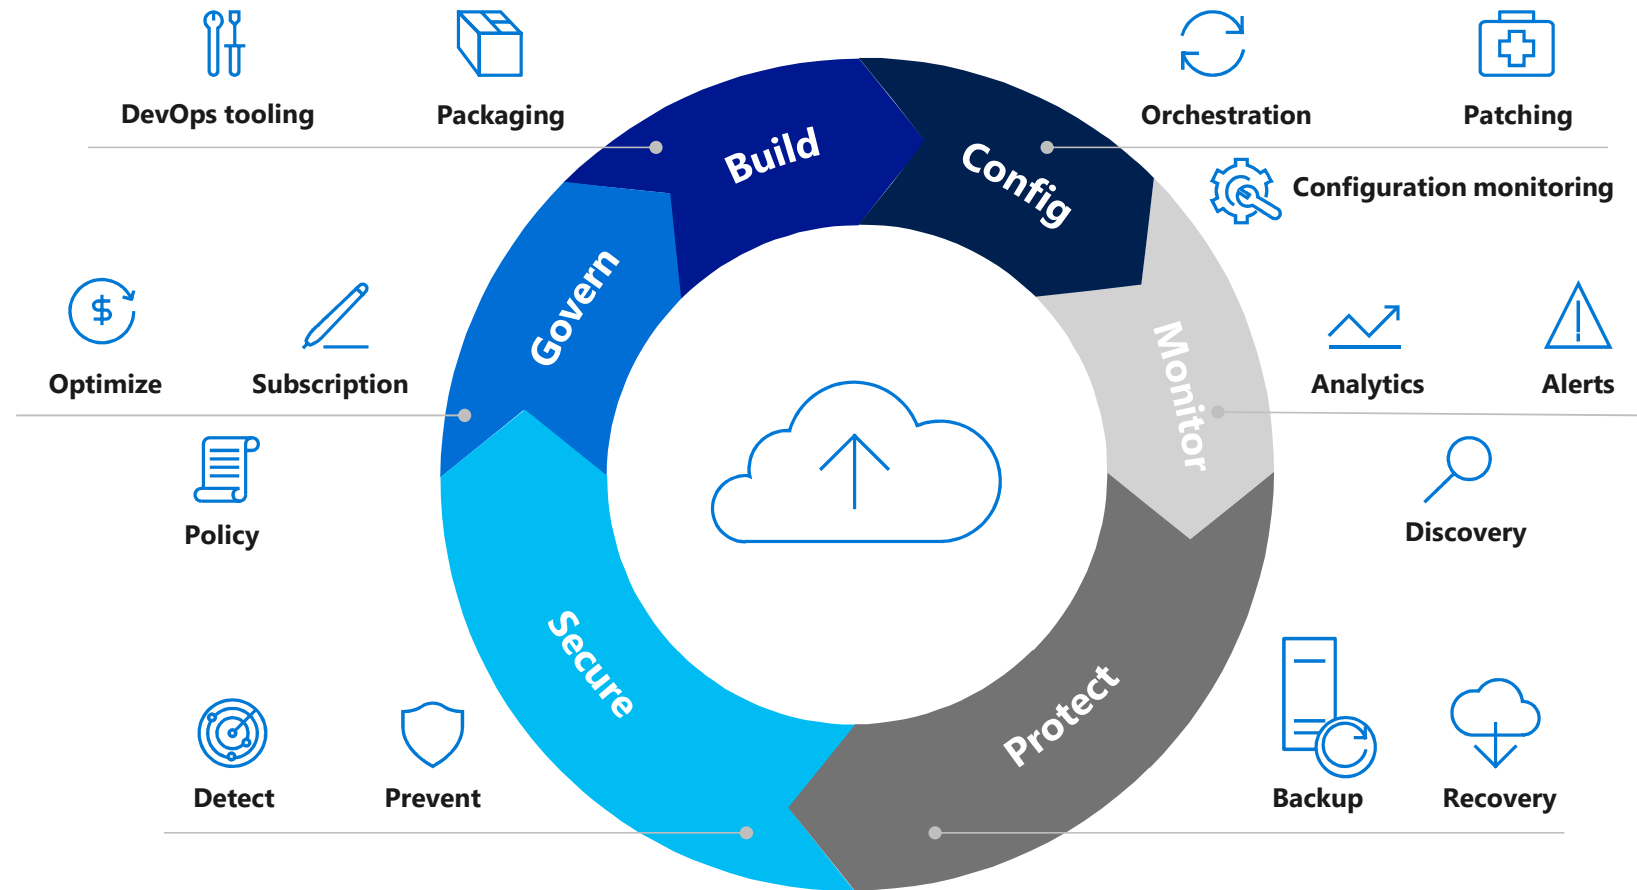 DevOps tooling
Packaging
Orchestration
Patching
Build
Config
Configuration monitoring
Govern
Monitor
Optimize
Subscription
Analytics
Alerts
Policy
Discovery
Secure
Protect
Detect
Prevent
Backup
Recovery